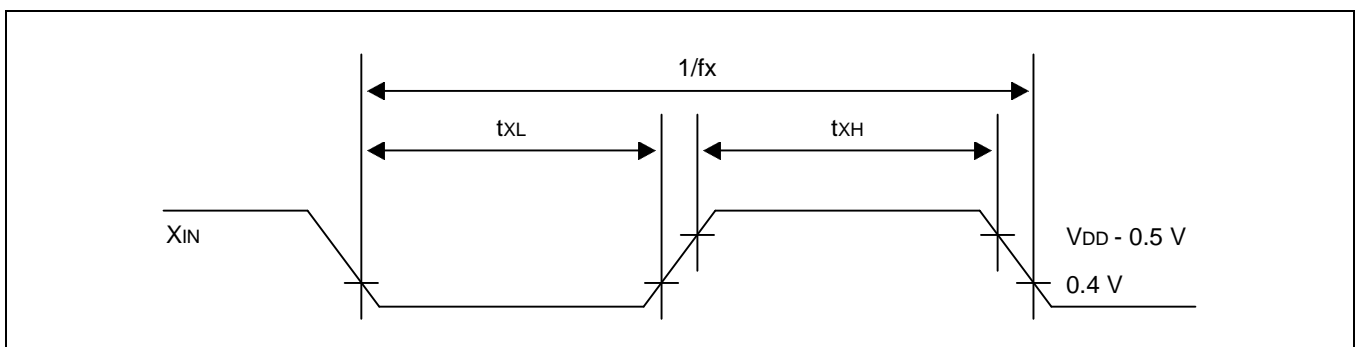 1/fx
tXL
tXH
XIN
VDD - 0.5 V
0.4 V